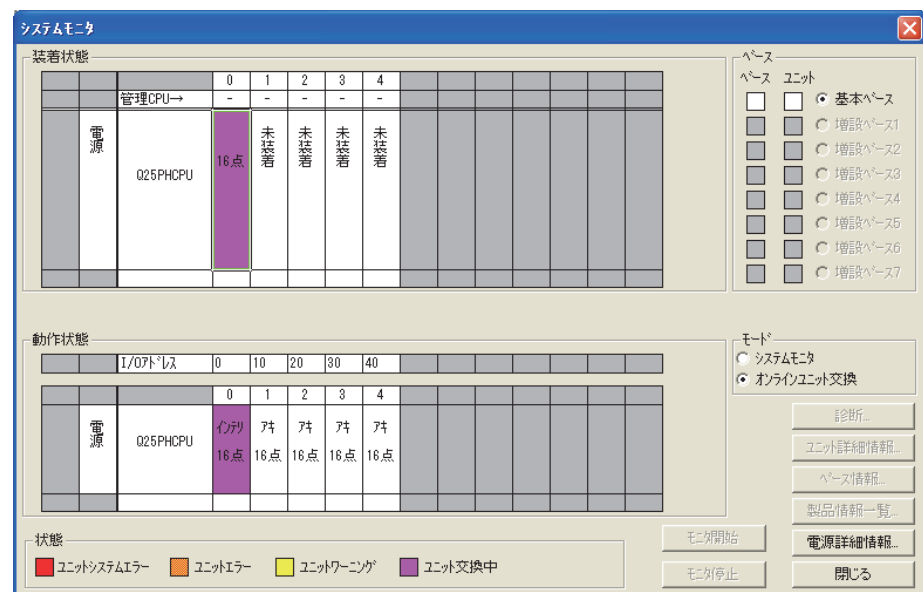 システムモニタ
装着状態
0 1 2 3 4
管理CPU→ - - - - -
電源 Q25PHCPU 16点 未装着 未装着 未装着 未装着
ベース
ベース ユニット
基本ベース
増設ベース1
増設ベース2
増設ベース3
増設ベース4
増設ベース5
増設ベース6
増設ベース7
動作状態
I/Oアドレス 0 10 20 30 40
0 1 2 3 4
電源 Q25PHCPU インテリ アキ アキ アキ アキ
16点 16点 16点 16点 16点
モード
システムモニタ
オンラインユニット交換
診断...
ユニット詳細情報...
ベース情報...
製品情報一覧...
電源詳細情報...
閉じる
モニタ開始
モニタ停止
状態
ユニットシステムエラー ユニットエラー ユニットワーニング ユニット交換中